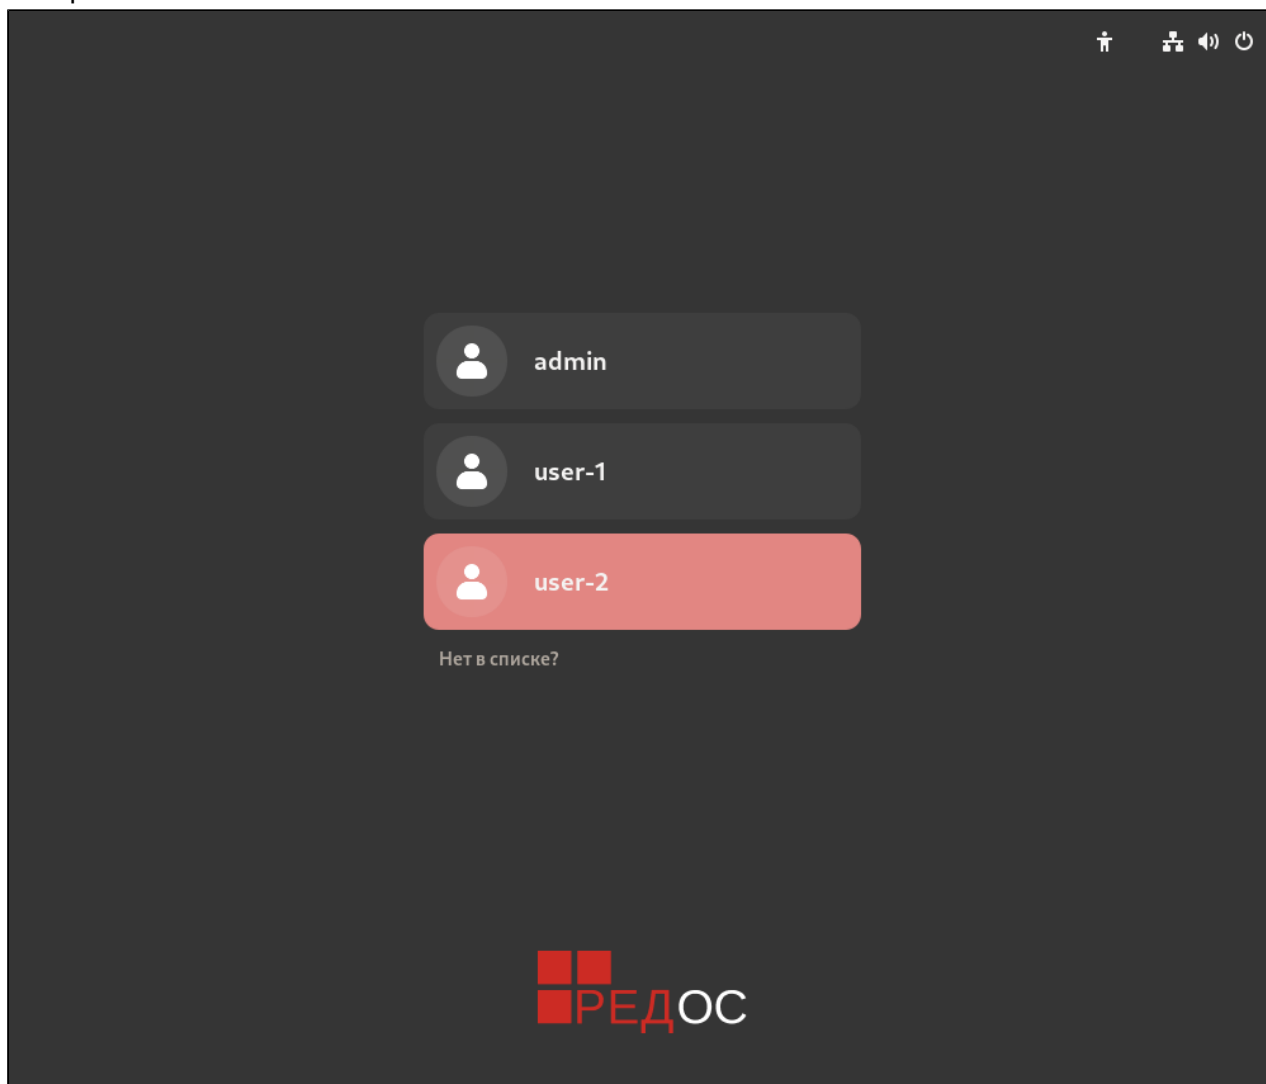 admin
user-1
user-2
Нет в списке?
РЕДОС